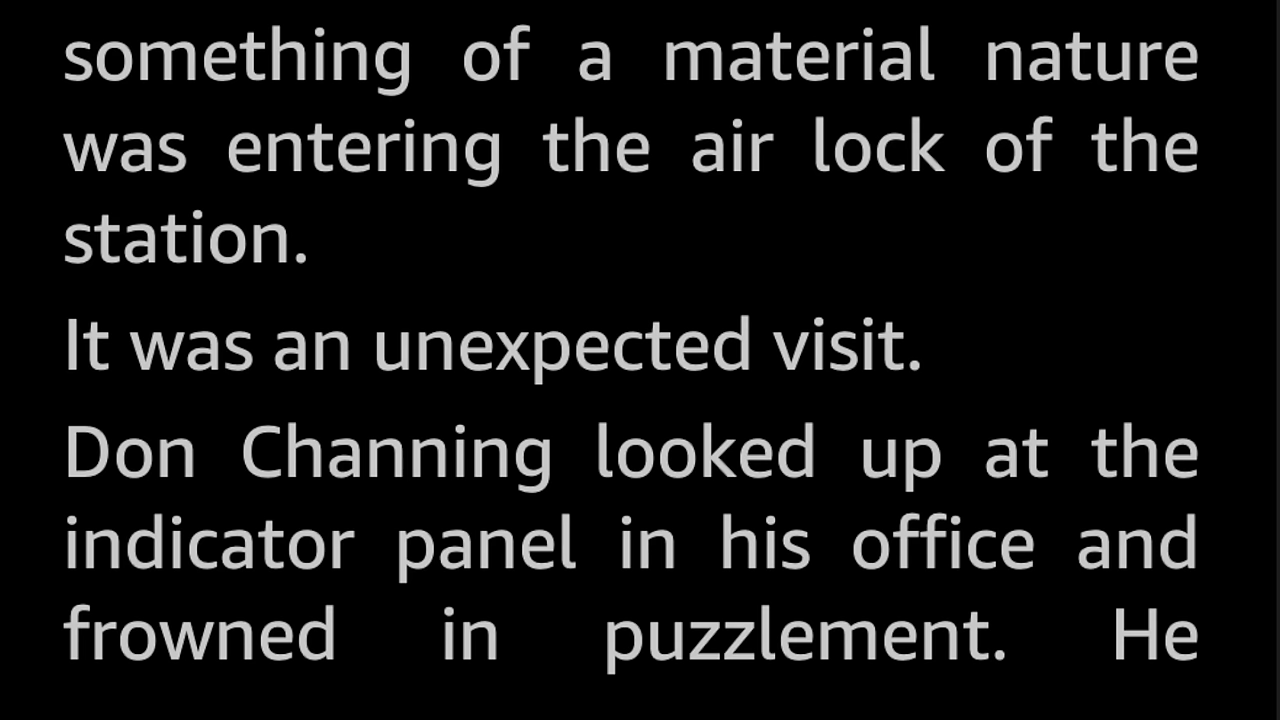 something of a material nature
was entering the air lock of the
station.
It was an unexpected visit.
Don Channing looked up at the
indicator panel in his office and
frowned in puzzlement. He